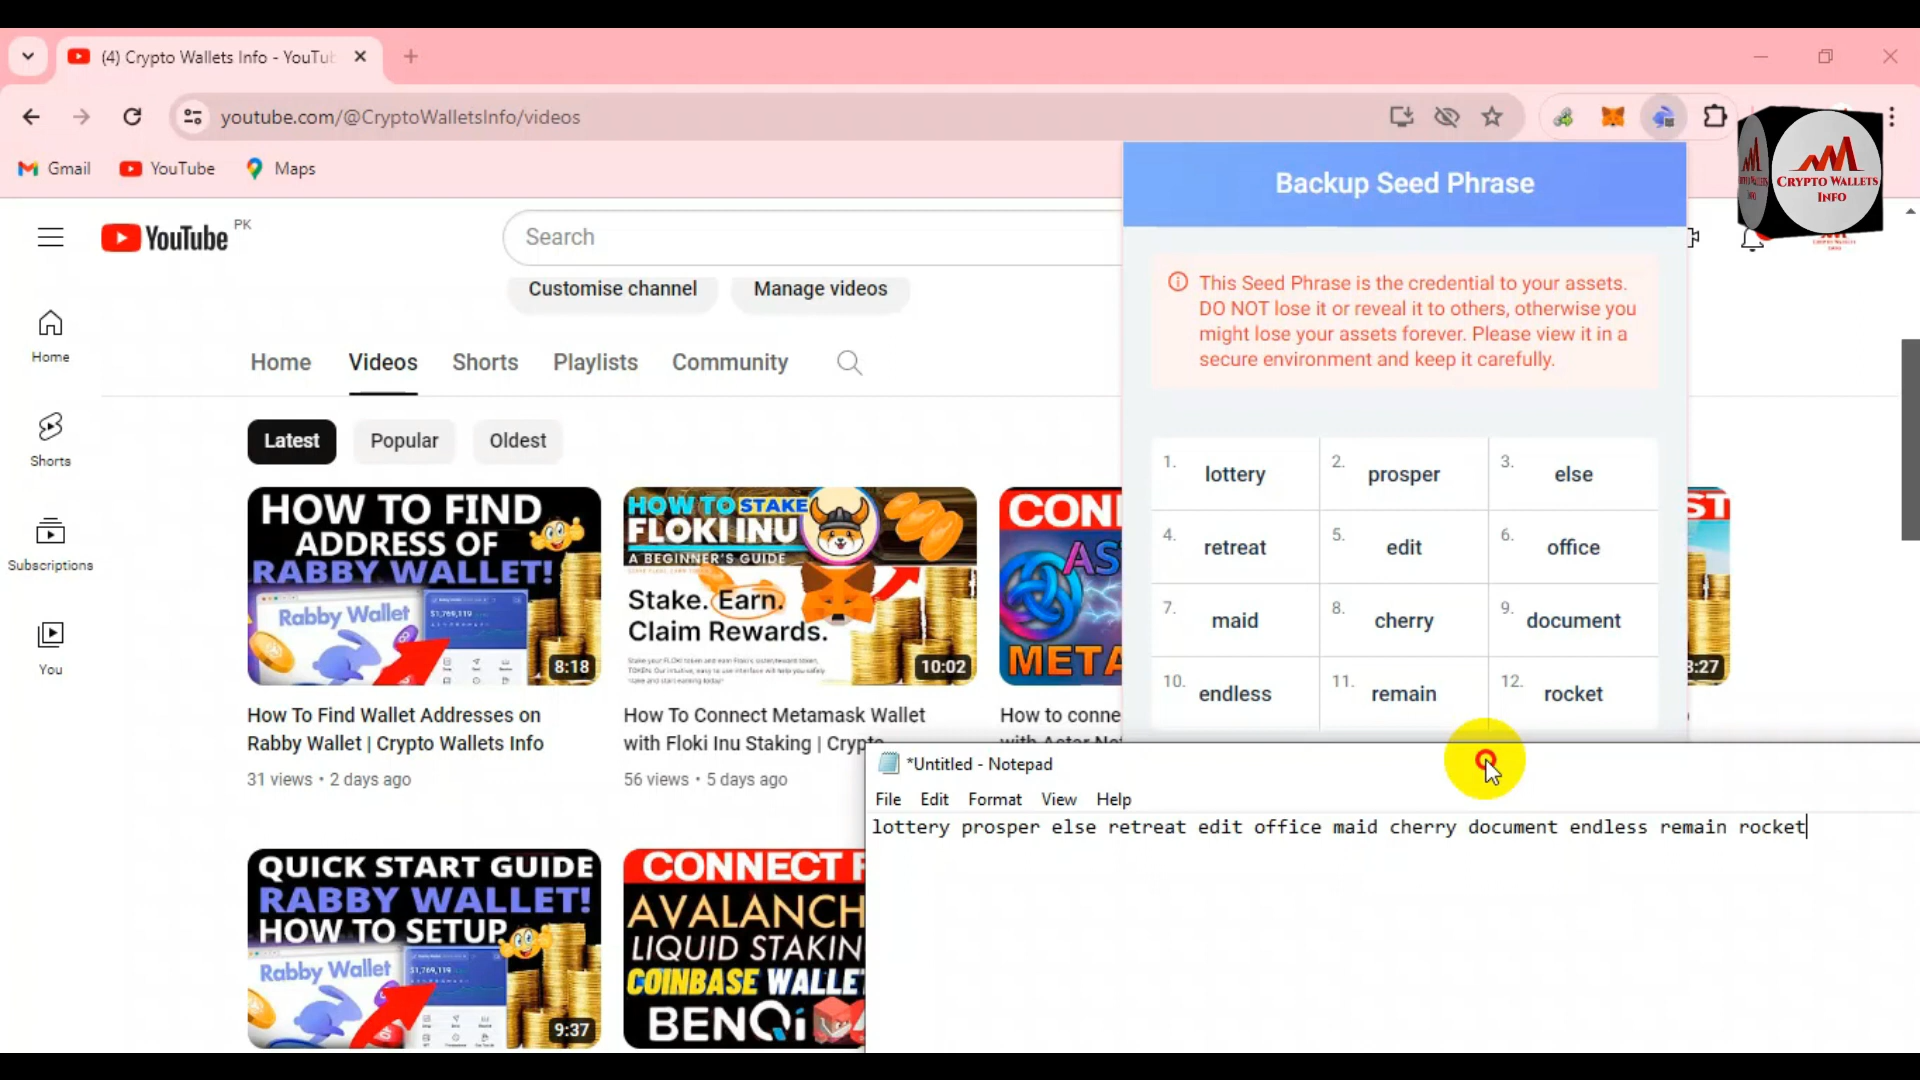 (4) Crypto Wallets Info - YouTu
youtube.com/@CryptoWalletsInfo/videos
Gmail
YouTube
Maps
CRYPTO WALLETS
INFO
YouTube PK
Search
Customise channel
Manage videos
Home
Videos
Shorts
Playlists
Community
Latest
Popular
Oldest
Home
Shorts
Subscriptions
You
HOW TO FIND
ADDRESS OF
RABBY WALLET!
Rabby Wallet
$1,769,119
8:18
How To Find Wallet Addresses on
Rabby Wallet | Crypto Wallets Info
31 views • 2 days ago
HOW TO STAKE
FLOKI INU
A BEGINNER'S GUIDE
Stake. Earn.
Claim Rewards.
10:02
How To Connect Metamask Wallet
with Floki Inu Staking | Crypto
56 views • 5 days ago
CON
AS
META
How to conne
ST
3:27
QUICK START GUIDE
RABBY WALLET!
HOW TO SETUP
Rabby Wallet
$1,769,119
9:37
CONNECT
AVALANCH
LIQUID STAKIN
COINBASE WALLE
BENQi
Backup Seed Phrase
This Seed Phrase is the credential to your assets.
DO NOT lose it or reveal it to others, otherwise you
might lose your assets forever. Please view it in a
secure environment and keep it carefully.
1. lottery
2. prosper
3. else
4. retreat
5. edit
6. office
7. maid
8. cherry
9. document
10. endless
11. remain
12. rocket
*Untitled - Notepad
File Edit Format View Help
lottery prosper else retreat edit office maid cherry document endless remain rocket